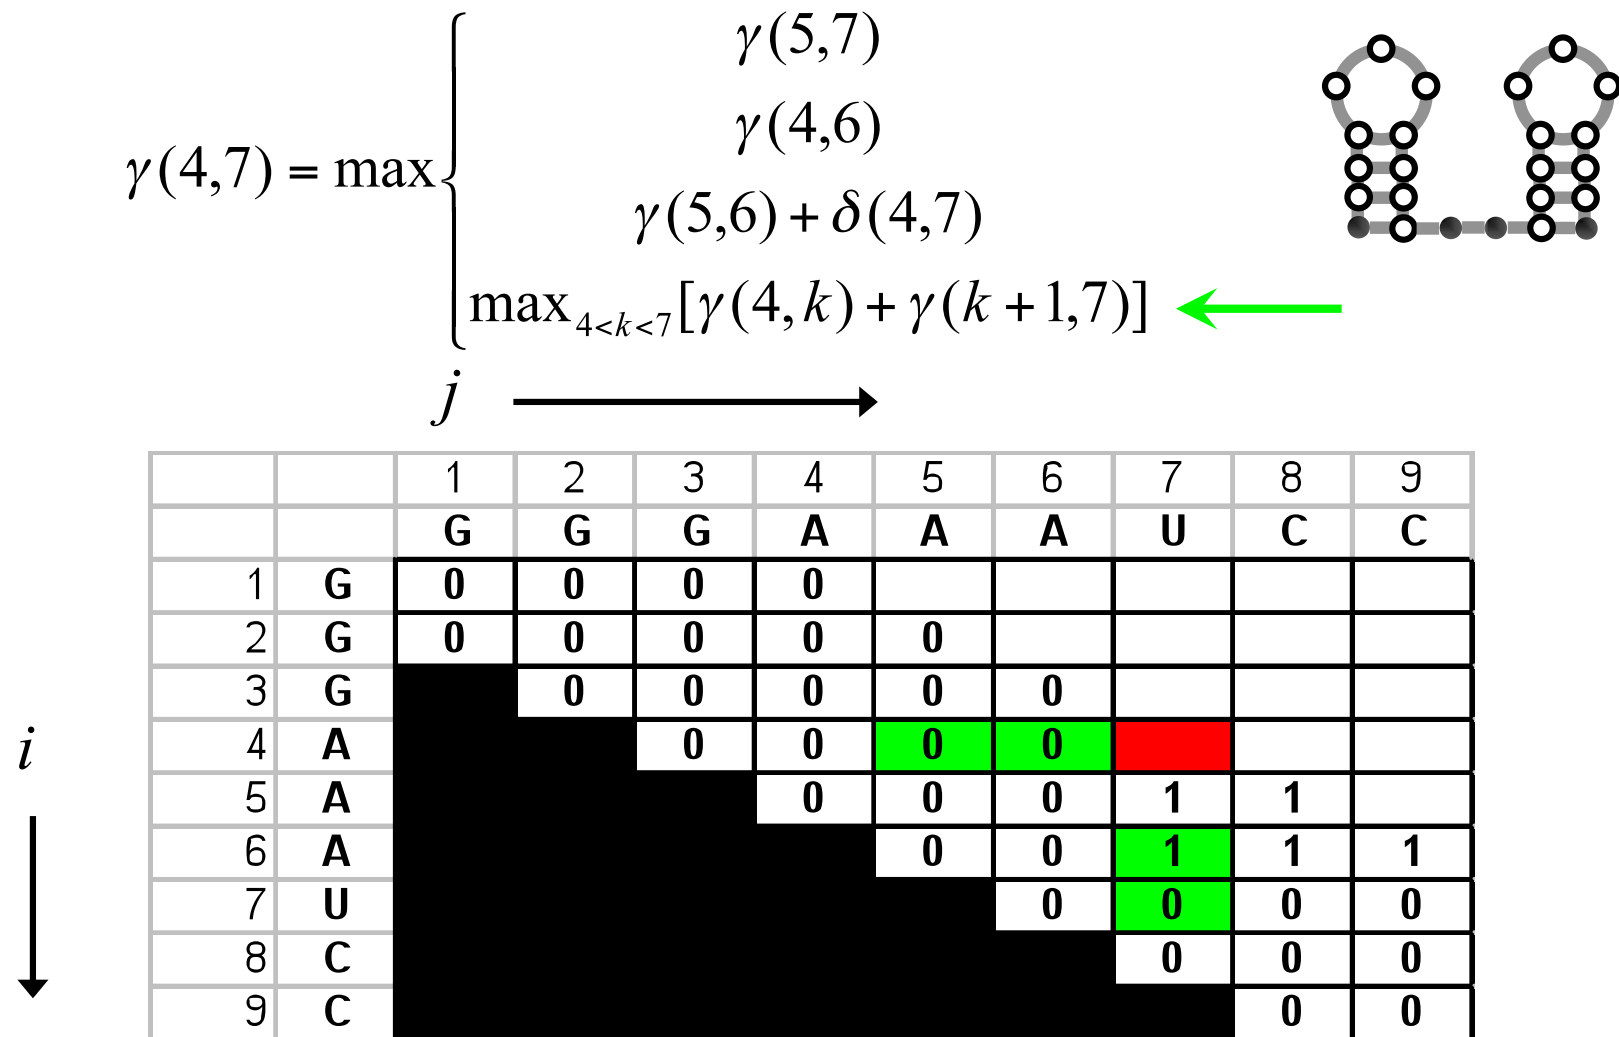 γ(5,7)
γ(4,6)
γ(4,7) = max
γ(5,6) + δ(4,7)
max₄<ₖ<₇[γ(4,k) + γ(k+1,7)]
j
1 2 3 4 5 6 7 8 9
G G G A A A U C C
1 G 0 0 0 0
2 G 0 0 0 0 0
3 G 0 0 0 0 0
i
4 A 0 0 0 0
5 A 0 0 0 1 1
6 A 0 0 1 1 1
7 U 0 0 0 0
8 C 0 0 0
9 C 0 0